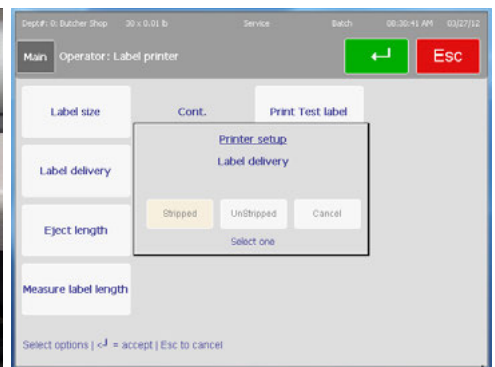 Dept#: 0: Butcher Shop 30 x 0.01 lb Service Batch 08:30:41 AM 03/27/12
Main Operator: Label printer Esc
Label size Cont. Print Test label
Printer setup
Label delivery
Label delivery
Stripped UnStripped Cancel
Select one
Eject length
Measure label length
Select options | <┘ = accept | Esc to cancel